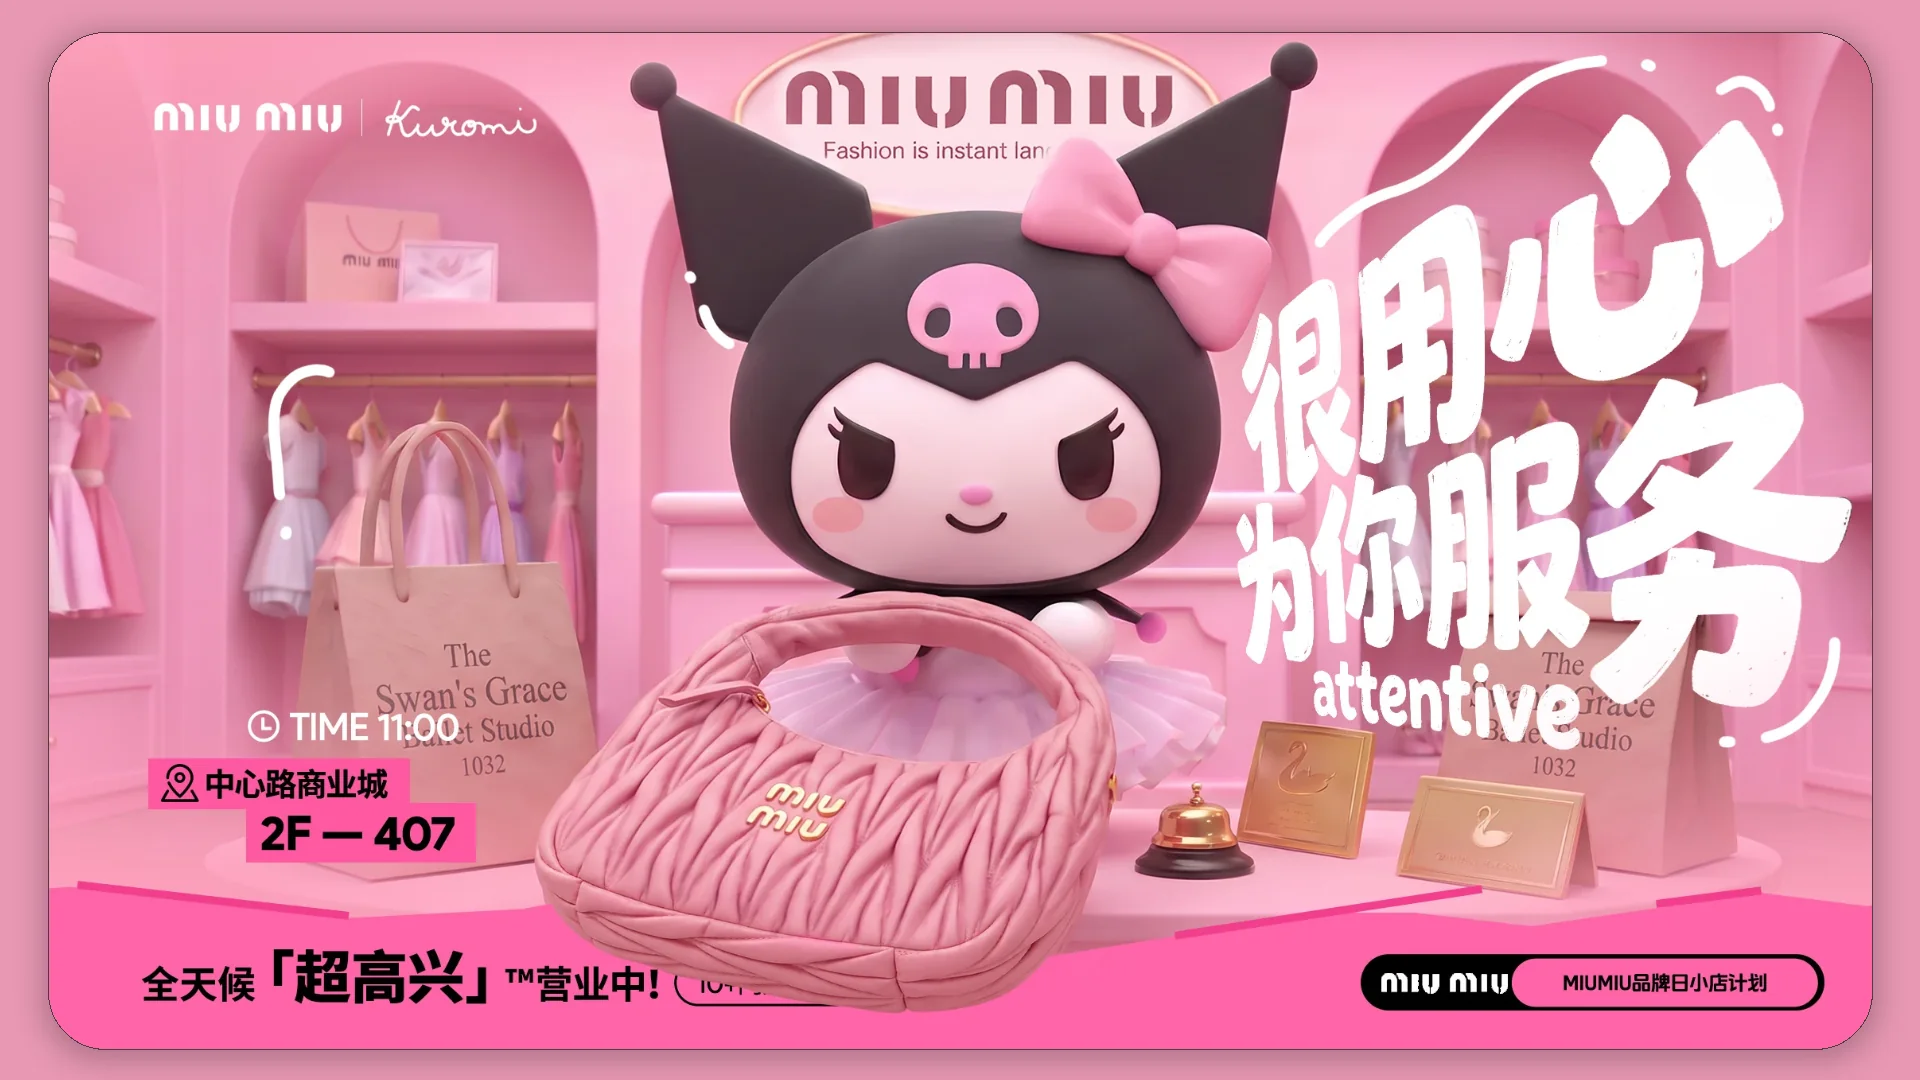 MIU MIU | Kuromi
MIU MIU
Fashion is instant
MIU
很用心
为你服务
attentive
The
Swan's Grace
Ballet Studio
1032
The
Swan's Grace
Ballet Studio
1032
TIME 11:00
中心路商业城
2F — 407
MIU
MIU
全天候「超高兴」™营业中!
MIU MIU
MIUMIU品牌日小店计划